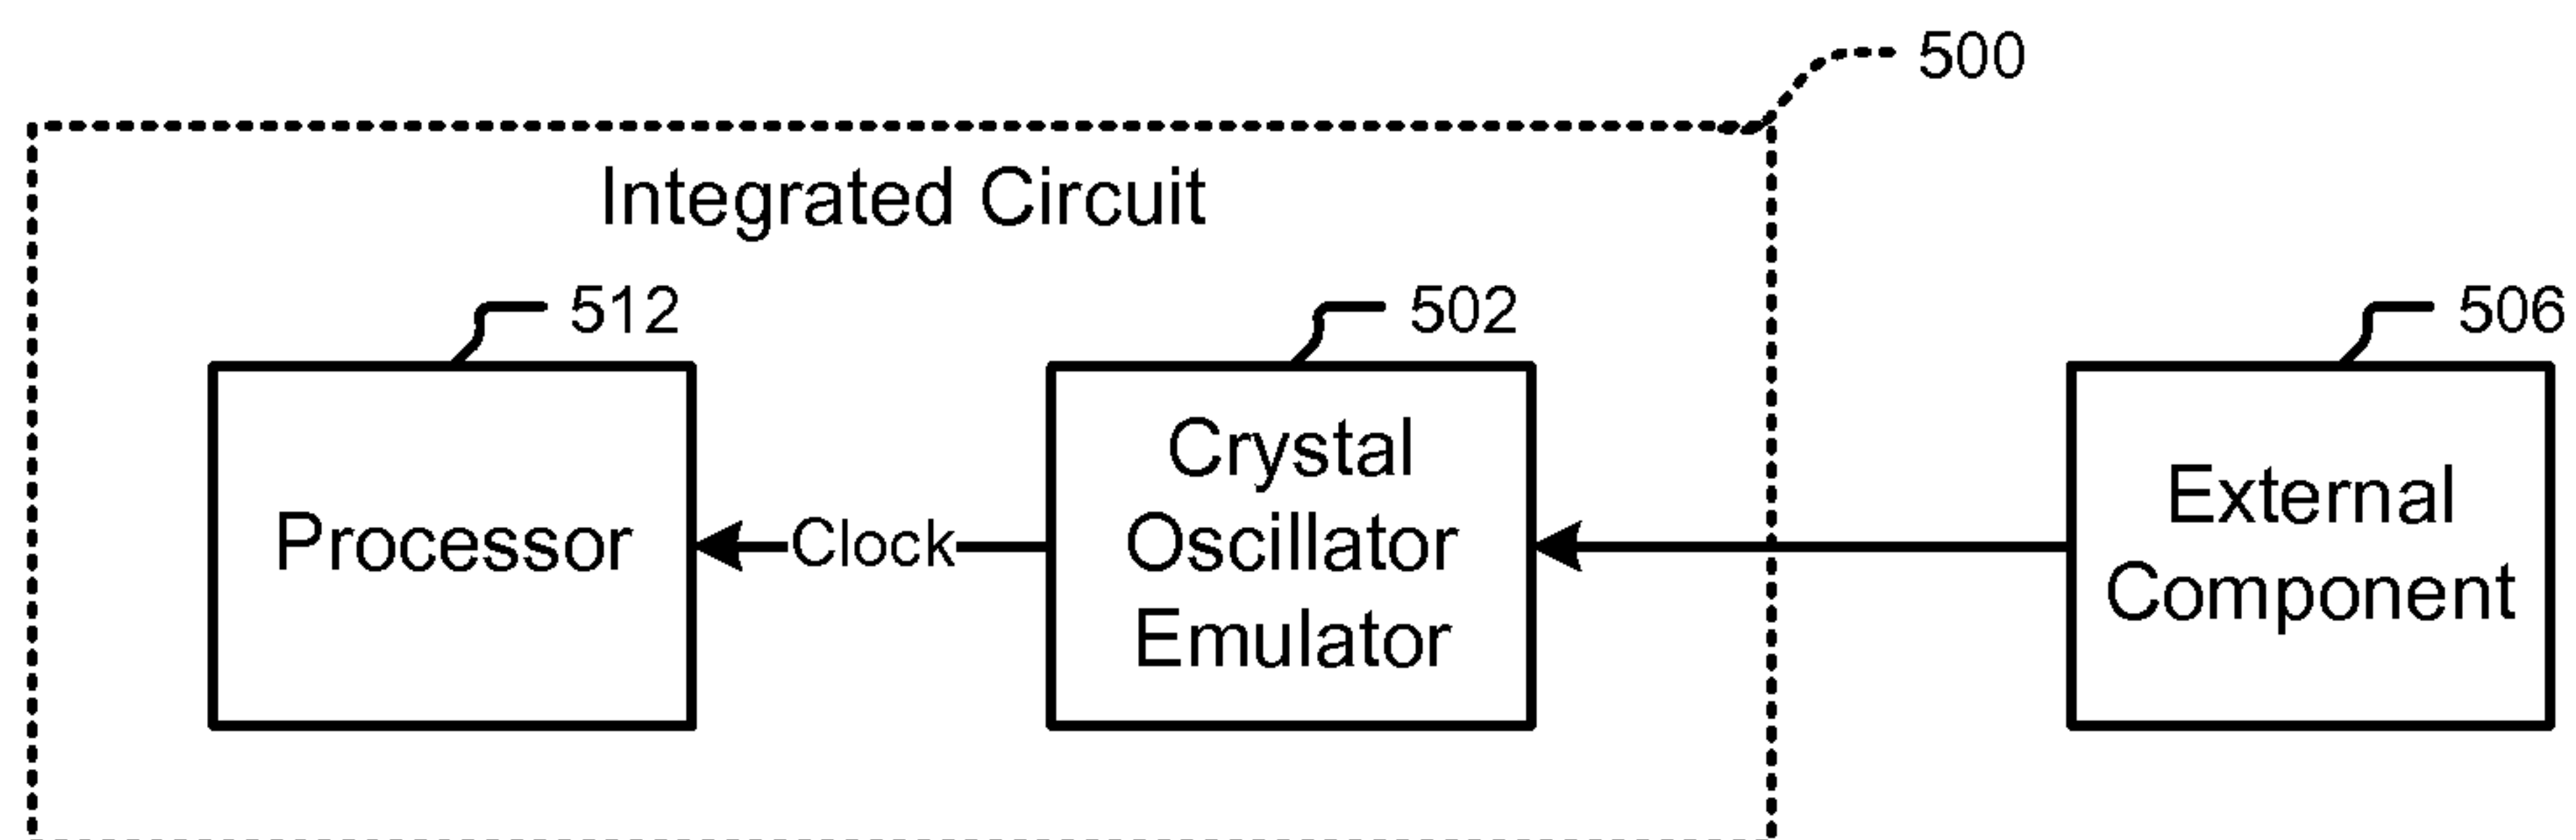 500
Integrated Circuit
512
502
506
Processor
Clock
Crystal
Oscillator
Emulator
External
Component